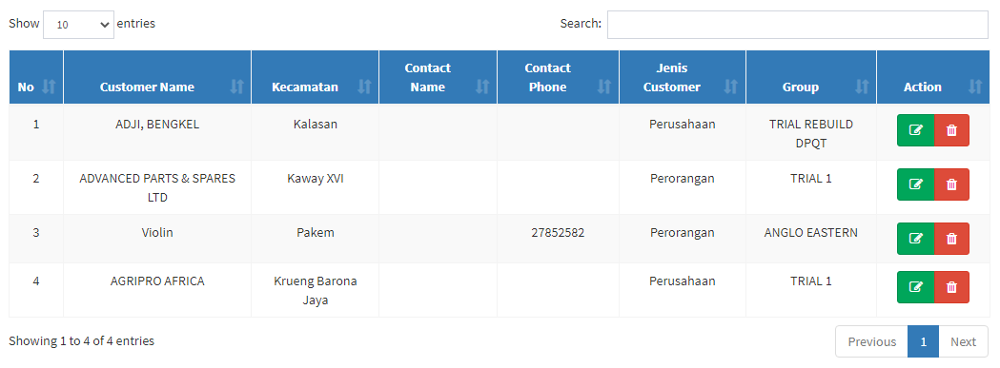 Show 10 entries Search:
No Customer Name Kecamatan Contact Name Contact Phone Jenis Customer Group Action
1 ADJI, BENGKEL Kalasan Perusahaan TRIAL REBUILD DPQT
2 ADVANCED PARTS & SPARES LTD Kaway XVI Perorangan TRIAL 1
3 Violin Pakem 27852582 Perorangan ANGLO EASTERN
4 AGRIPRO AFRICA Krueng Barona Jaya Perusahaan TRIAL 1
Showing 1 to 4 of 4 entries Previous 1 Next